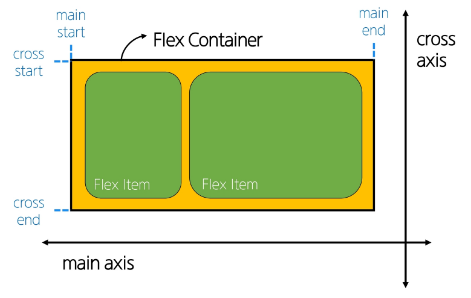 main
start
main
end
Flex Container
cross
axis
cross
start
Flex Item
Flex Item
cross
end
main axis